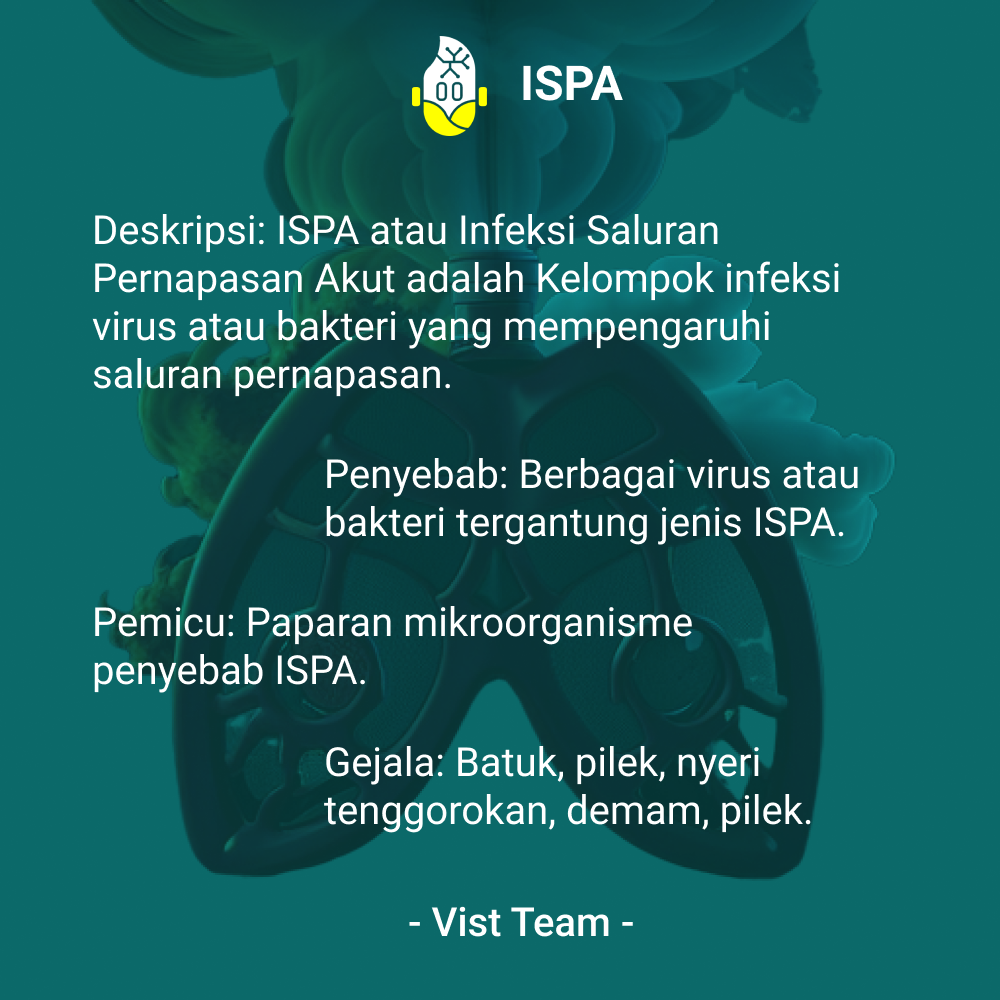 ISPA
Deskripsi: ISPA atau Infeksi Saluran
Pernapasan Akut adalah Kelompok infeksi
virus atau bakteri yang mempengaruhi
saluran pernapasan.
Penyebab: Berbagai virus atau
bakteri tergantung jenis ISPA.
Pemicu: Paparan mikroorganisme
penyebab ISPA.
Gejala: Batuk, pilek, nyeri
tenggorokan, demam, pilek.
- Vist Team -